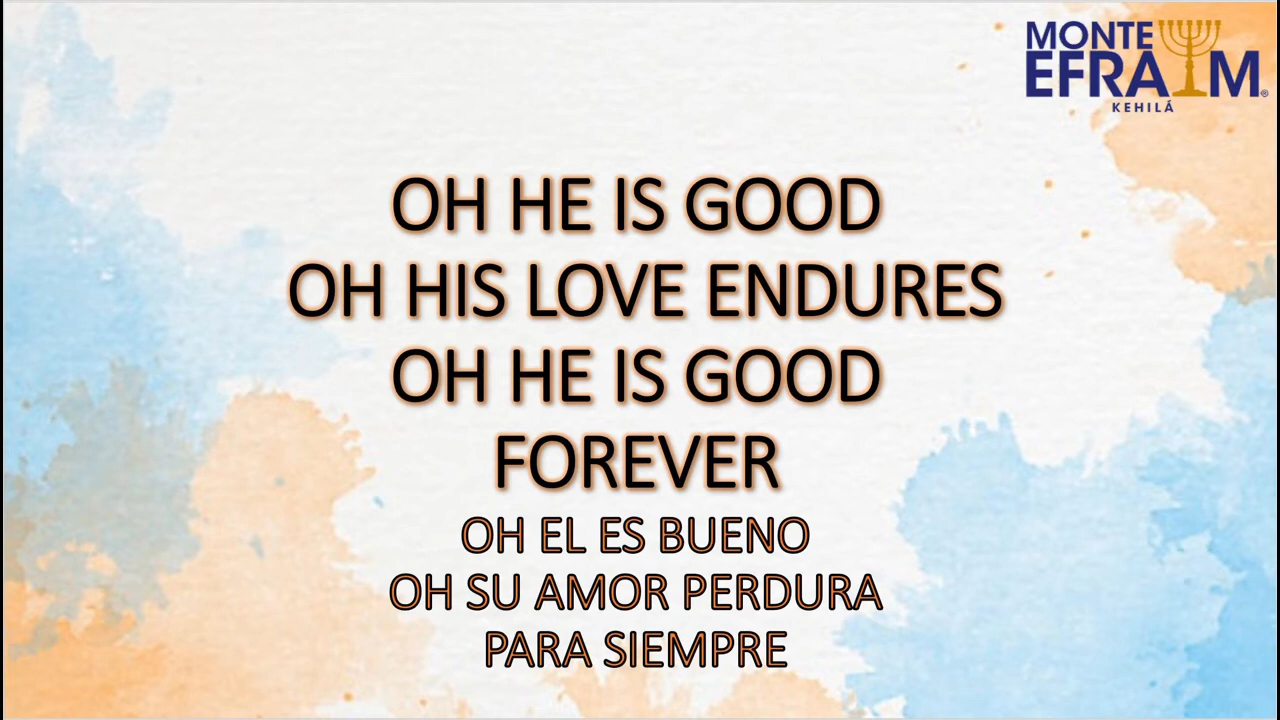 MONTE
EFRAIM®
KEHILÁ
OH HE IS GOOD
OH HIS LOVE ENDURES
OH HE IS GOOD
FOREVER
OH EL ES BUENO
OH SU AMOR PERDURA
PARA SIEMPRE